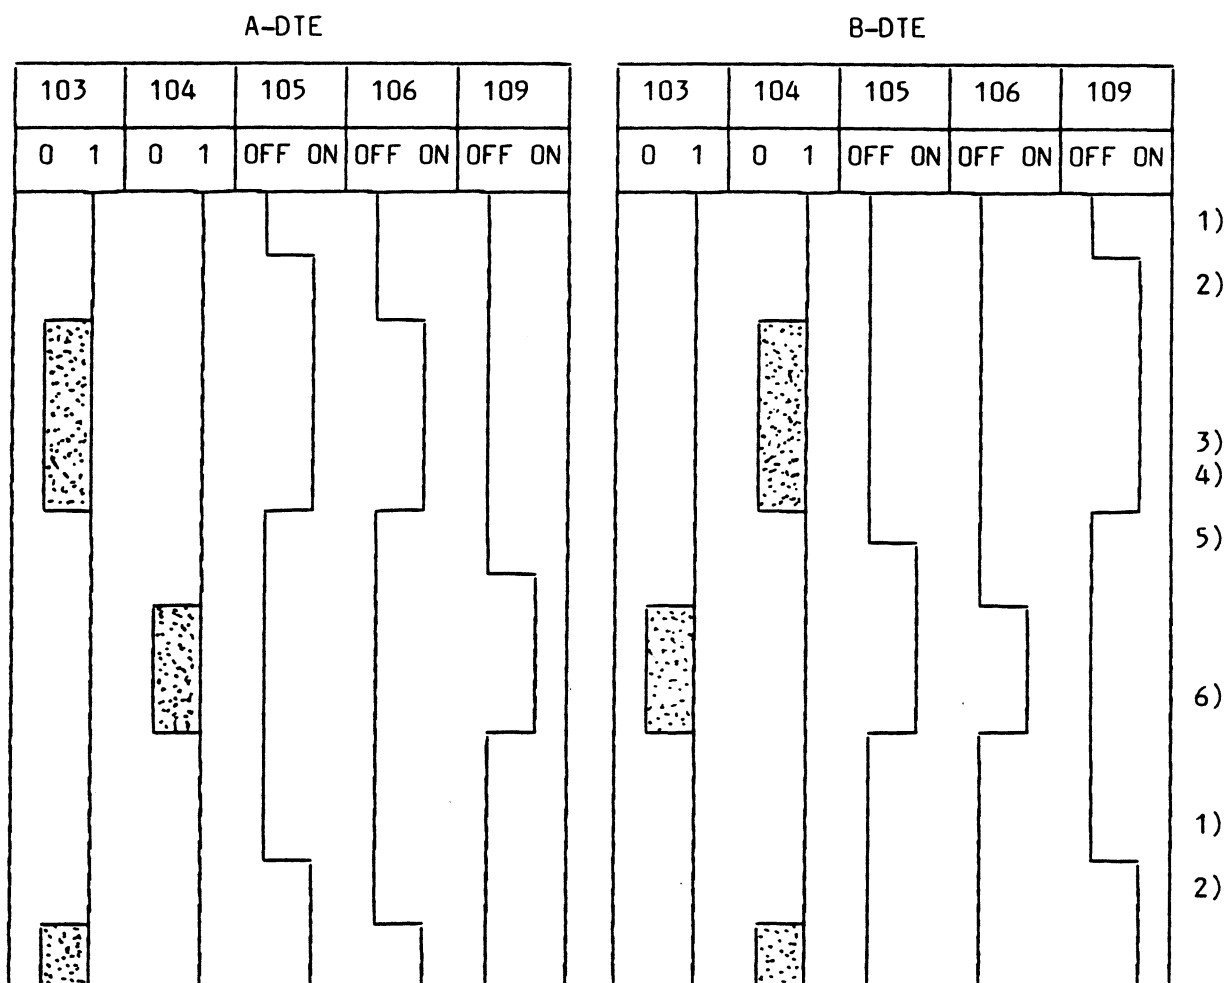 A-DTE B-DTE
103 104 105 106 109 103 104 105 106 109
0 1 0 1 OFF ON OFF ON OFF ON 0 1 0 1 OFF ON OFF ON OFF ON
1)
2)
3)
4)
5)
6)
1)
2)